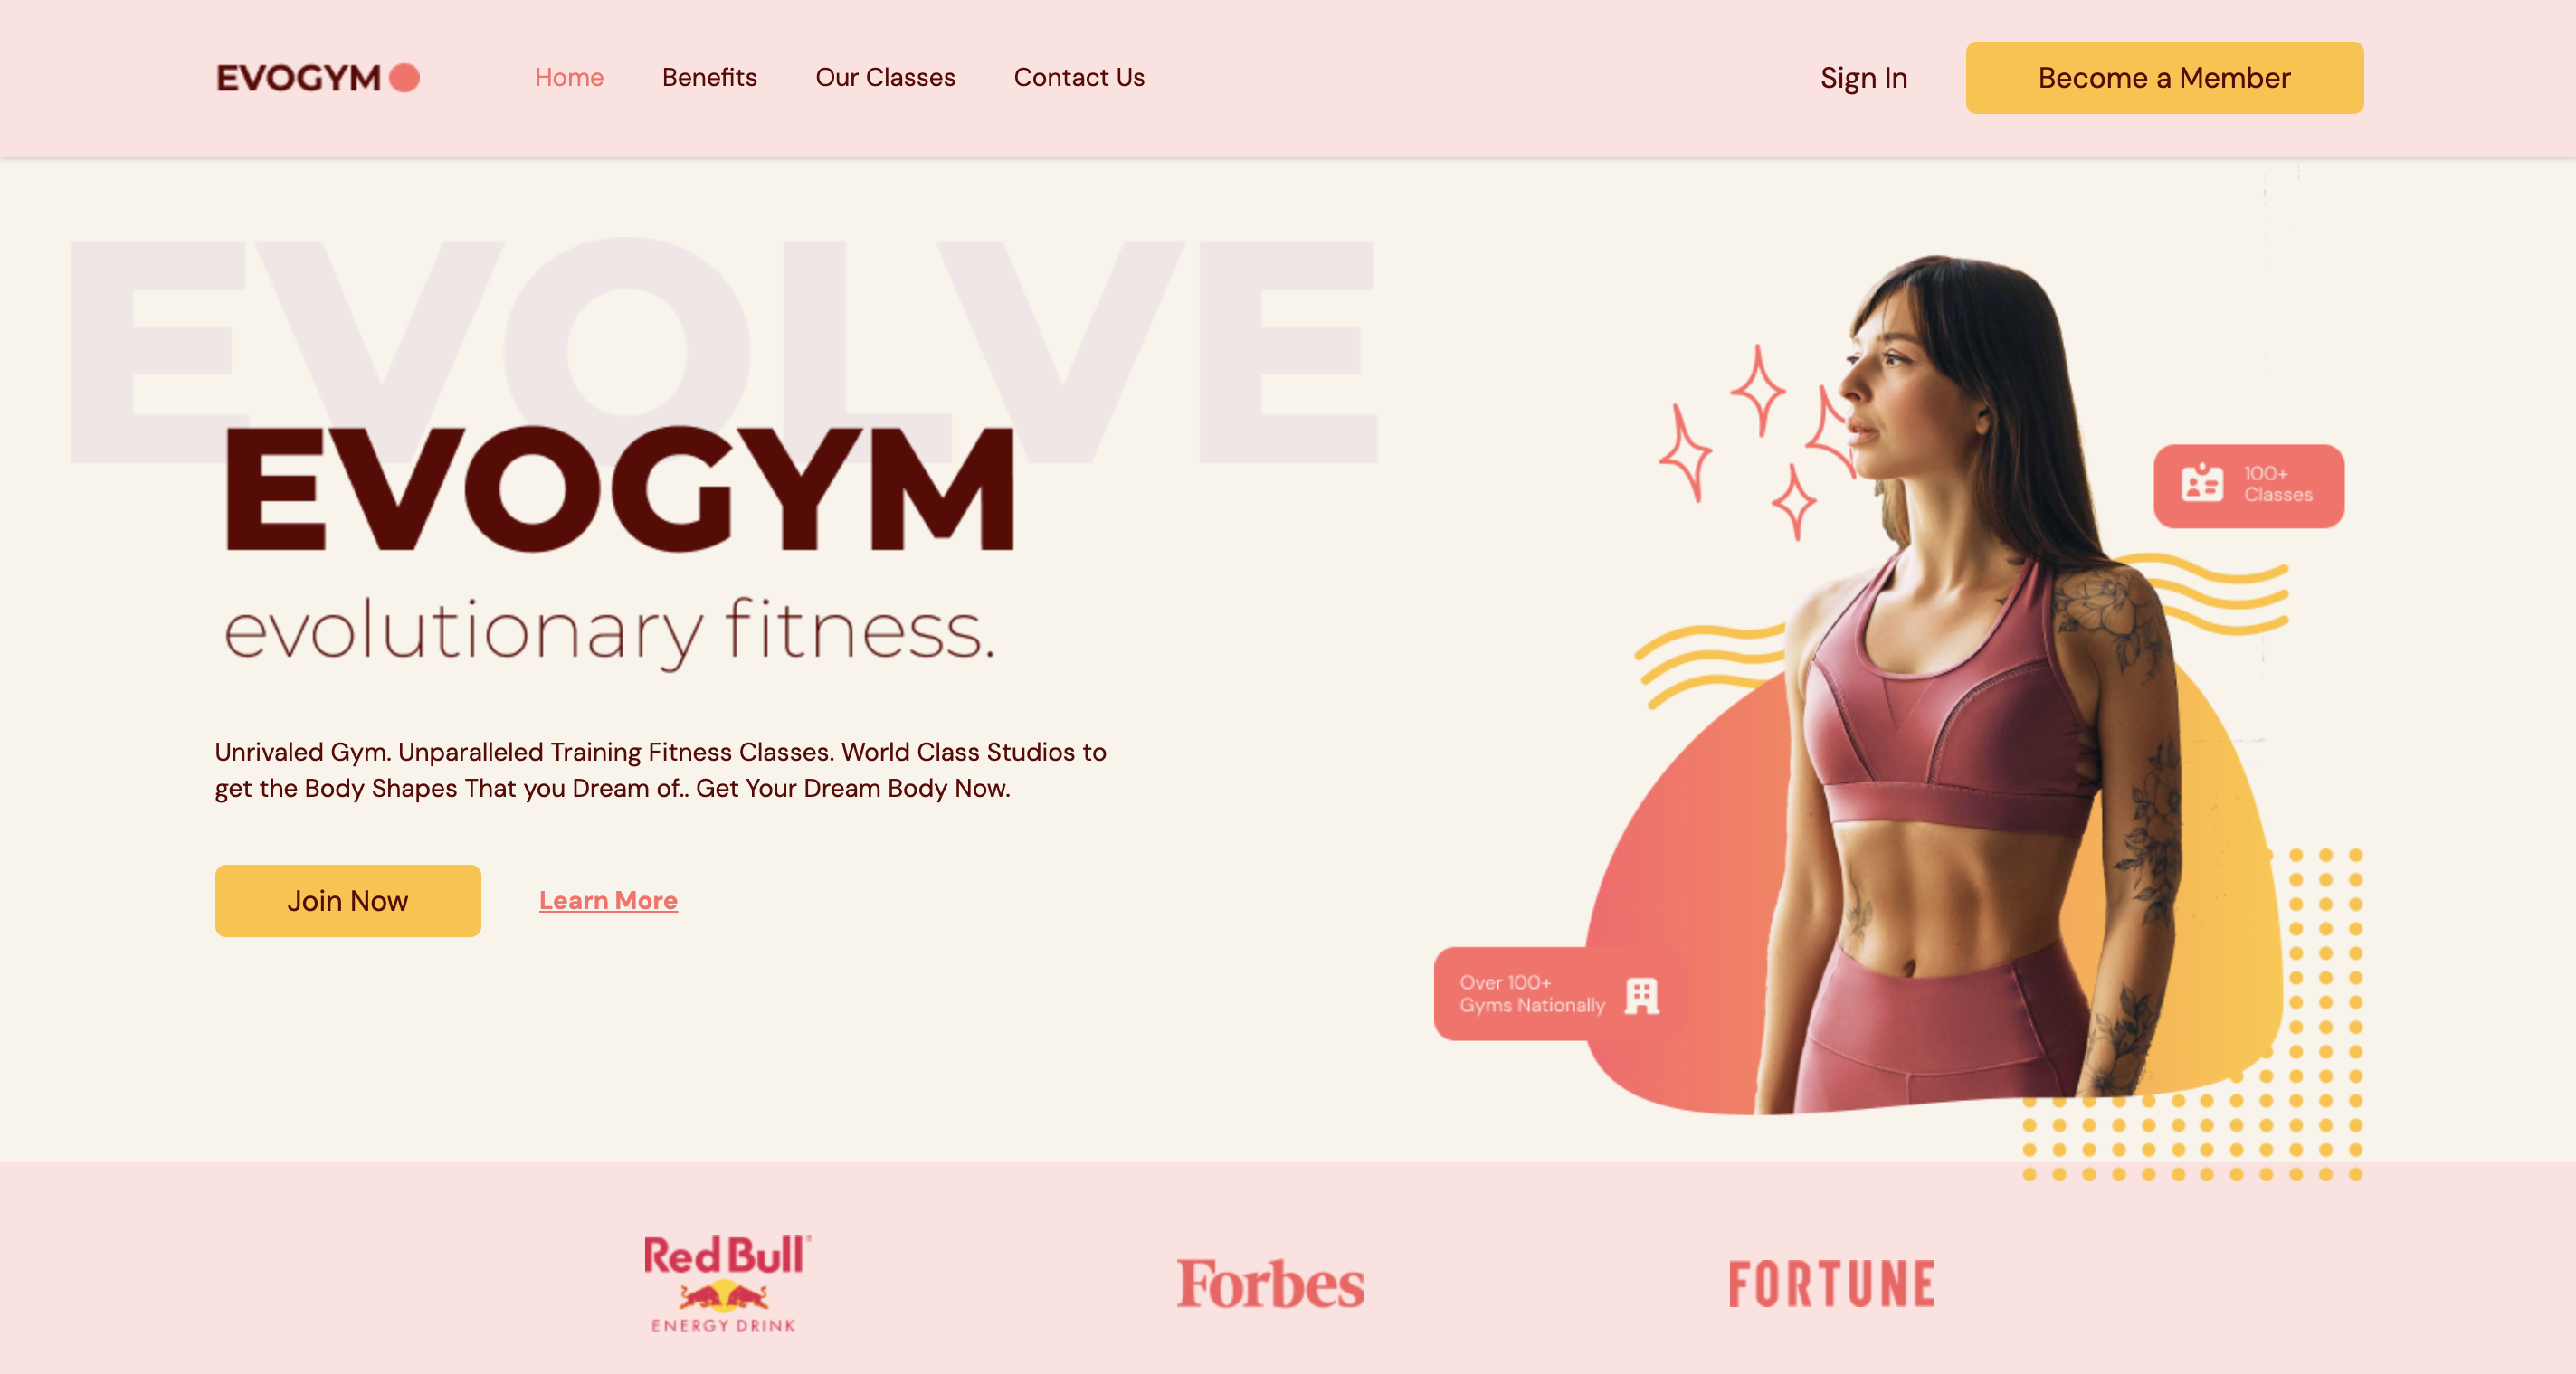 EVOGYM
Home
Benefits
Our Classes
Contact Us
Sign In
Become a Member
EVOLVE
EVOGYM
evolutionary fitness.
Unrivaled Gym. Unparalleled Training Fitness Classes. World Class Studios to
get the Body Shapes That you Dream of.. Get Your Dream Body Now.
Join Now
Learn More
100+
Classes
Over 100+
Gyms Nationally
Red Bull
ENERGY DRINK
Forbes
FORTUNE